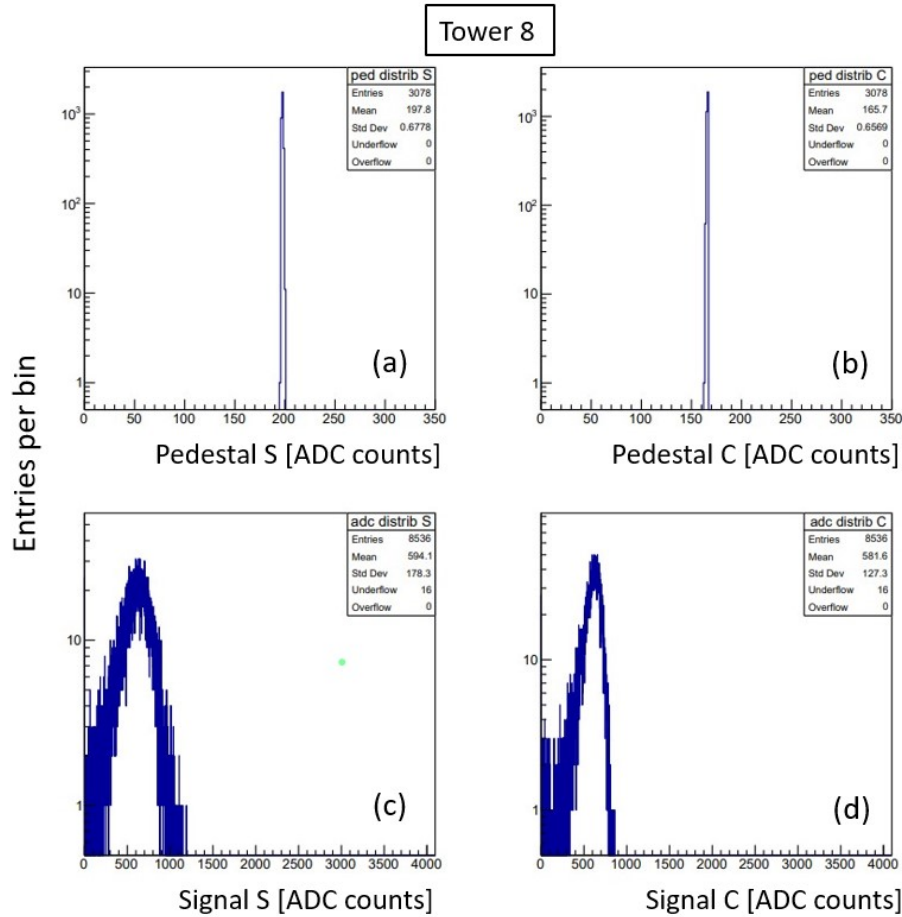 Tower 8
ped distrib S
Entries 3078
Mean 197.8
Std Dev 0.6778
Underflow 0
Overflow 0
10³
10²
10
1
0 50 100 150 200 250 300 350
(a)
Pedestal S [ADC counts]
ped distrib C
Entries 3078
Mean 165.7
Std Dev 0.6569
Underflow 0
Overflow 0
10³
10²
10
1
0 50 100 150 200 250 300 350
(b)
Pedestal C [ADC counts]
Entries per bin
adc distrib S
Entries 8536
Mean 594.1
Std Dev 178.3
Underflow 16
Overflow 0
10
1
0 500 1000 1500 2000 2500 3000 3500 4000
(c)
Signal S [ADC counts]
adc distrib C
Entries 8536
Mean 581.6
Std Dev 127.3
Underflow 16
Overflow 0
10
1
0 500 1000 1500 2000 2500 3000 3500 4000
(d)
Signal C [ADC counts]